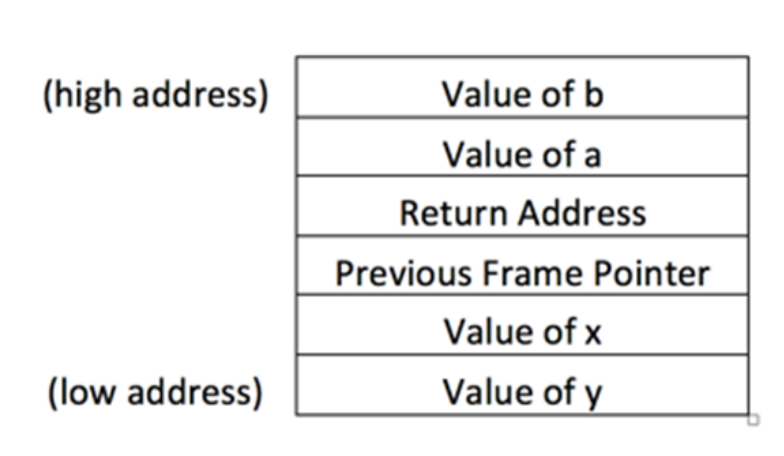 (high address) Value of b
Value of a
Return Address
Previous Frame Pointer
Value of x
(low address) Value of y